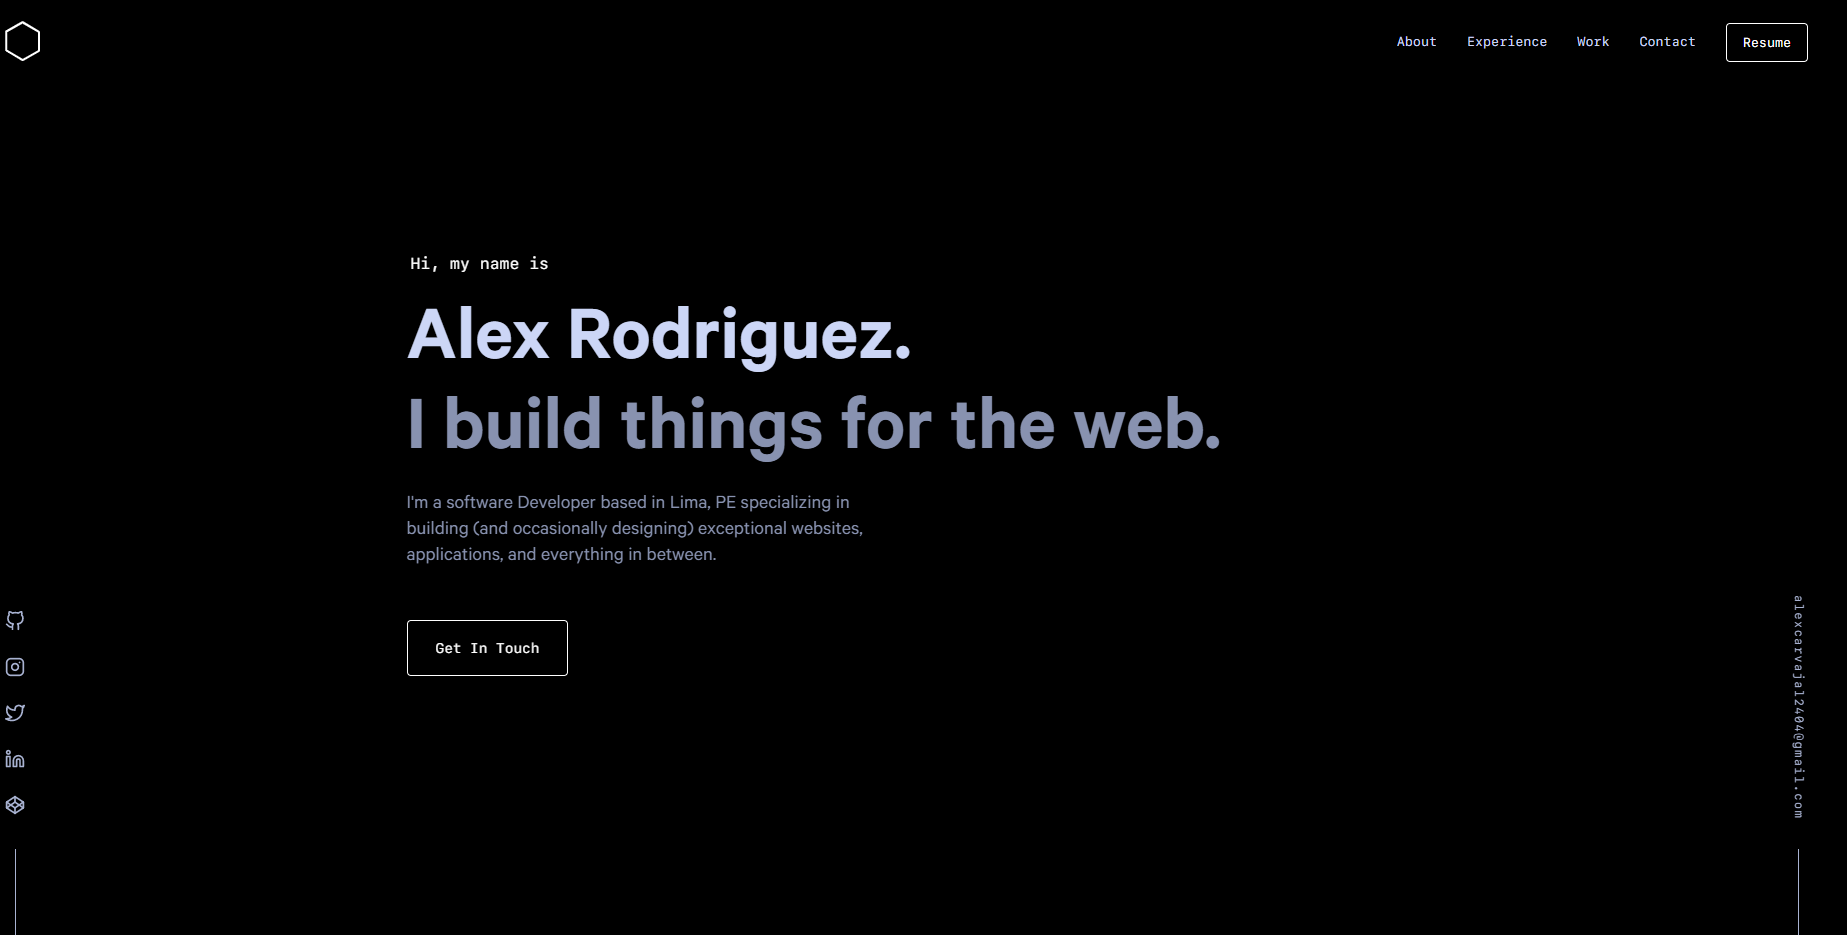 About
Experience
Work
Contact
Resume
Hi, my name is
Alex Rodriguez.
I build things for the web.
I'm a software Developer based in Lima, PE specializing in
building (and occasionally designing) exceptional websites,
applications, and everything in between.
Get In Touch
alexcarvajal2404@gmail.com